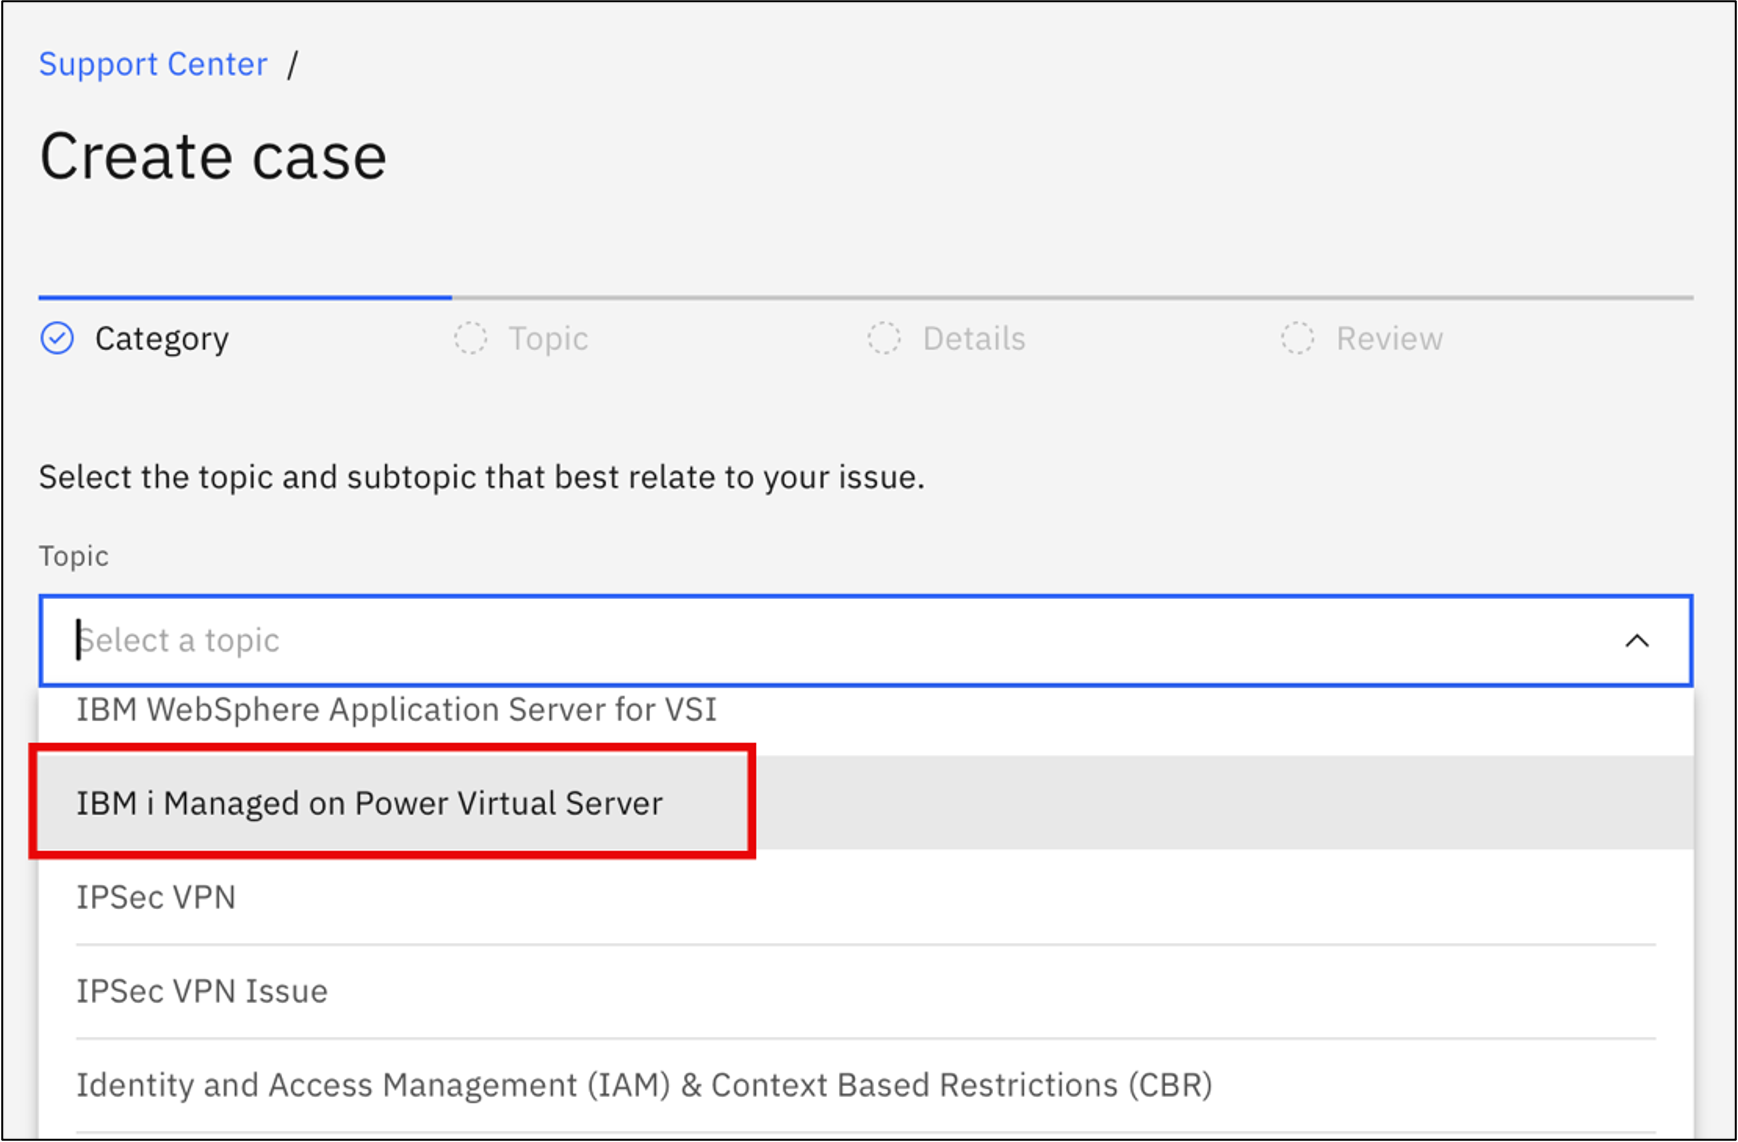 Support Center /
Create case
Category Topic Details Review
Select the topic and subtopic that best relate to your issue.
Topic
Select a topic
IBM WebSphere Application Server for VSI
IBM i Managed on Power Virtual Server
IPSec VPN
IPSec VPN Issue
Identity and Access Management (IAM) & Context Based Restrictions (CBR)